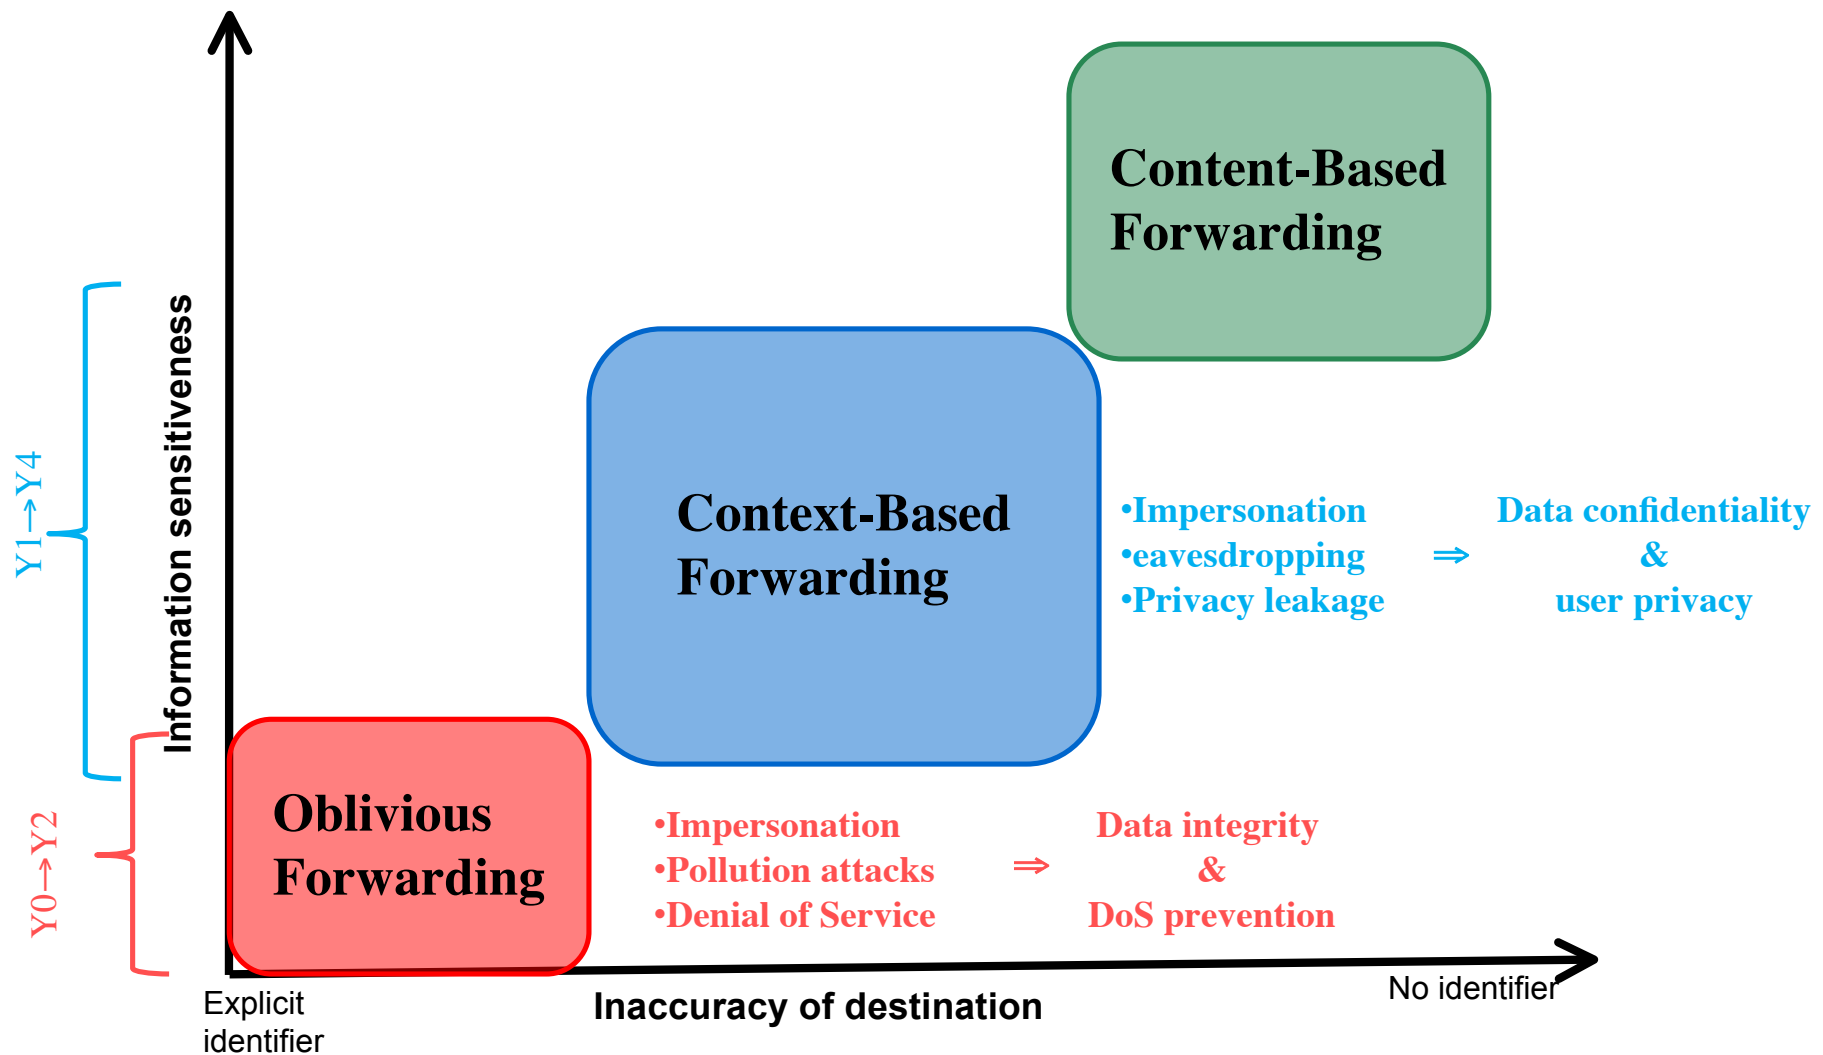 Content-Based
Forwarding
Information sensitiveness
Y1→Y4
Context-Based
Forwarding
•Impersonation
•eavesdropping
•Privacy leakage
⇒
Data confidentiality
&
user privacy
Y0→Y2
Oblivious
Forwarding
•Impersonation
•Pollution attacks
•Denial of Service
⇒
Data integrity
&
DoS prevention
Explicit
identifier
Inaccuracy of destination
No identifier